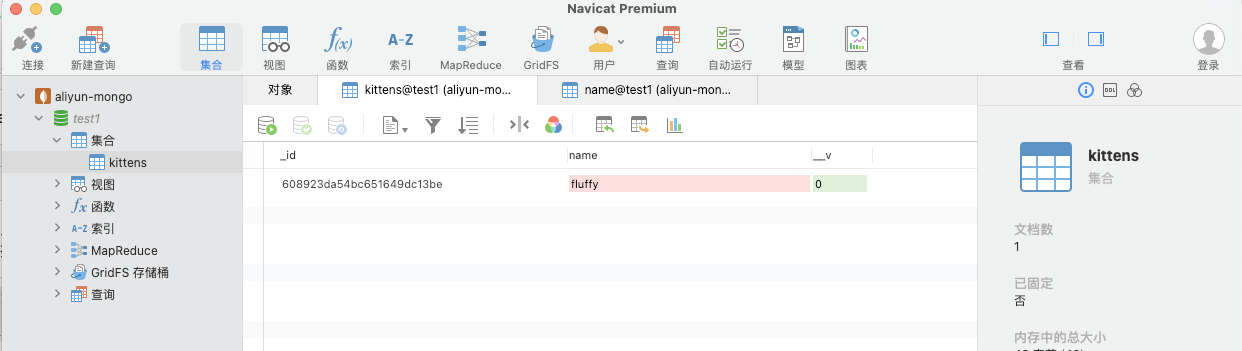 Navicat Premium
连接
新建查询
集合
视图
f(x)
函数
A-Z
索引
MapReduce
GridFS
用户
查询
自动运行
模型
图表
查看
登录
aliyun-mongo
test1
集合
kittens
视图
fx 函数
A-Z 索引
MapReduce
GridFS 存储桶
查询
对象
kittens@test1 (aliyun-mo...
name@test1 (aliyun-mon...
_id name __v
608923da54bc651649dc13be fluffy 0
DDL
kittens
集合
文档数
1
已固定
否
内存中的总大小